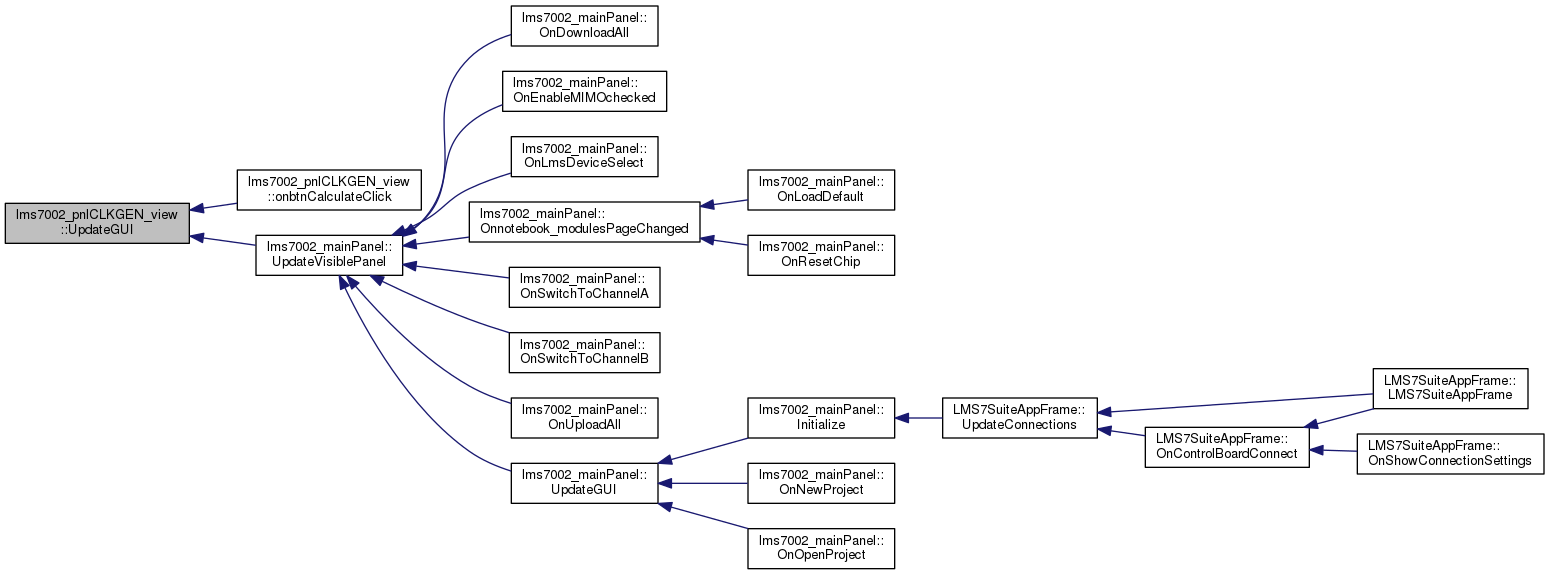 lms7002_mainPanel::
OnDownloadAll
lms7002_mainPanel::
OnEnableMIMOchecked
lms7002_mainPanel::
OnLmsDeviceSelect
lms7002_pnlCLKGEN_view
::onbtnCalculateClick
lms7002_mainPanel::
OnLoadDefault
lms7002_pnlCLKGEN_view
::UpdateGUI
lms7002_mainPanel::
Onnotebook_modulesPageChanged
lms7002_mainPanel::
UpdateVisiblePanel
lms7002_mainPanel::
OnResetChip
lms7002_mainPanel::
OnSwitchToChannelA
lms7002_mainPanel::
OnSwitchToChannelB
lms7002_mainPanel::
OnUploadAll
lms7002_mainPanel::
Initialize
LMS7SuiteAppFrame::
UpdateConnections
LMS7SuiteAppFrame::
LMS7SuiteAppFrame
LMS7SuiteAppFrame::
OnControlBoardConnect
LMS7SuiteAppFrame::
OnShowConnectionSettings
lms7002_mainPanel::
UpdateGUI
lms7002_mainPanel::
OnNewProject
lms7002_mainPanel::
OnOpenProject